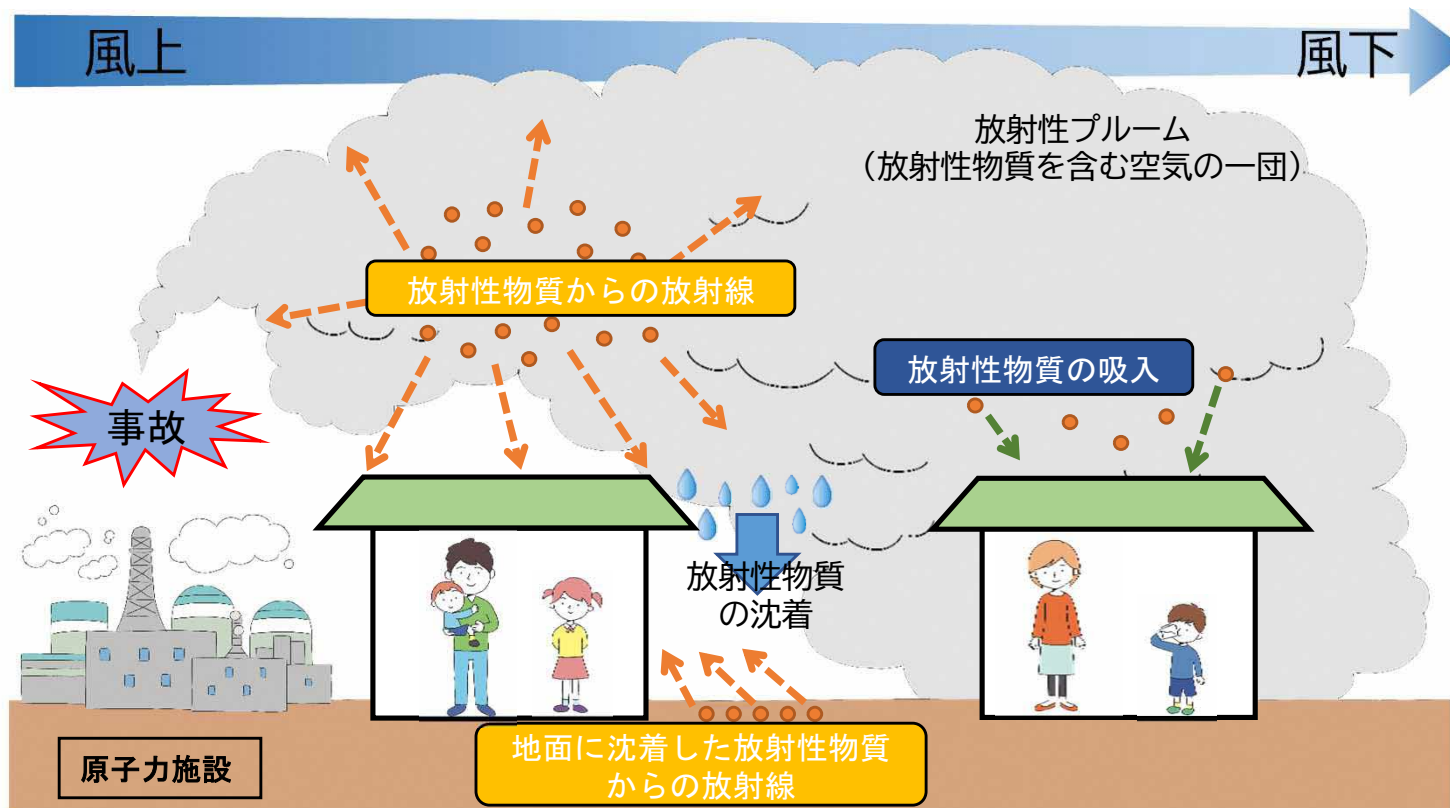 風上
風下
放射性プルーム
（放射性物質を含む空気の一団）
放射性物質からの放射線
放射性物質の吸入
事故
放射性物質
の沈着
地面に沈着した放射性物質
からの放射線
原子力施設